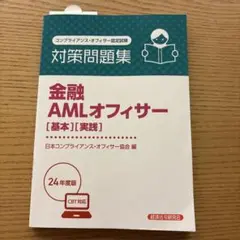 コンプライアンス・オフィサー認定試験
対策問題集
金融
AMLオフィサー
[基本][実践]
日本コンプライアンス・オフィサー協会 編
24年度版
CBT対応
経済法令研究会